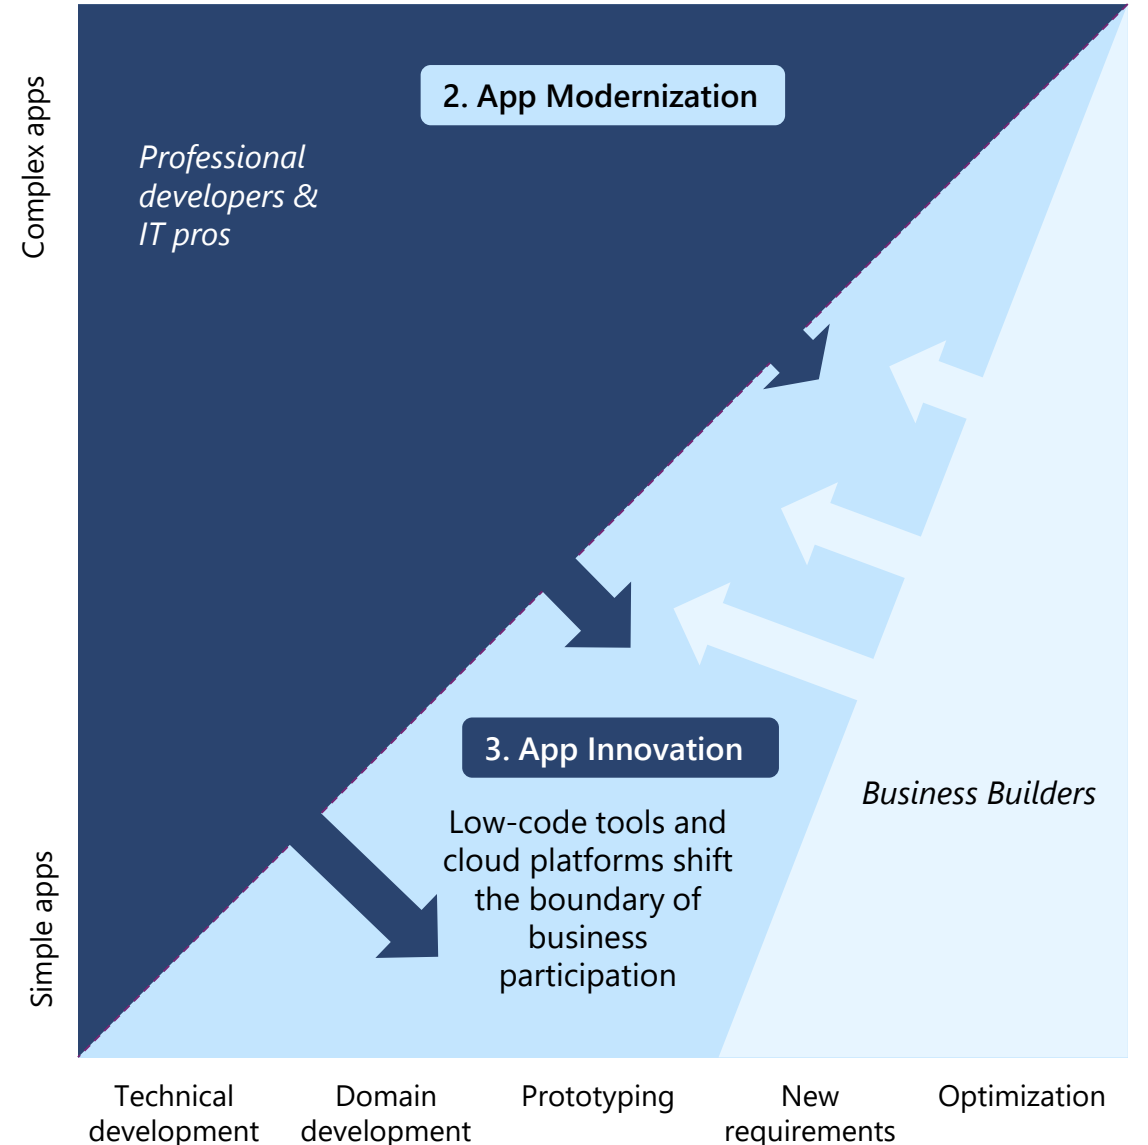 Complex apps
2. App Modernization
Professional
developers &
IT pros
3. App Innovation
Business Builders
Low-code tools and
cloud platforms shift
the boundary of
business
participation
Simple apps
Technical
development
Domain
development
Prototyping
New
requirements
Optimization